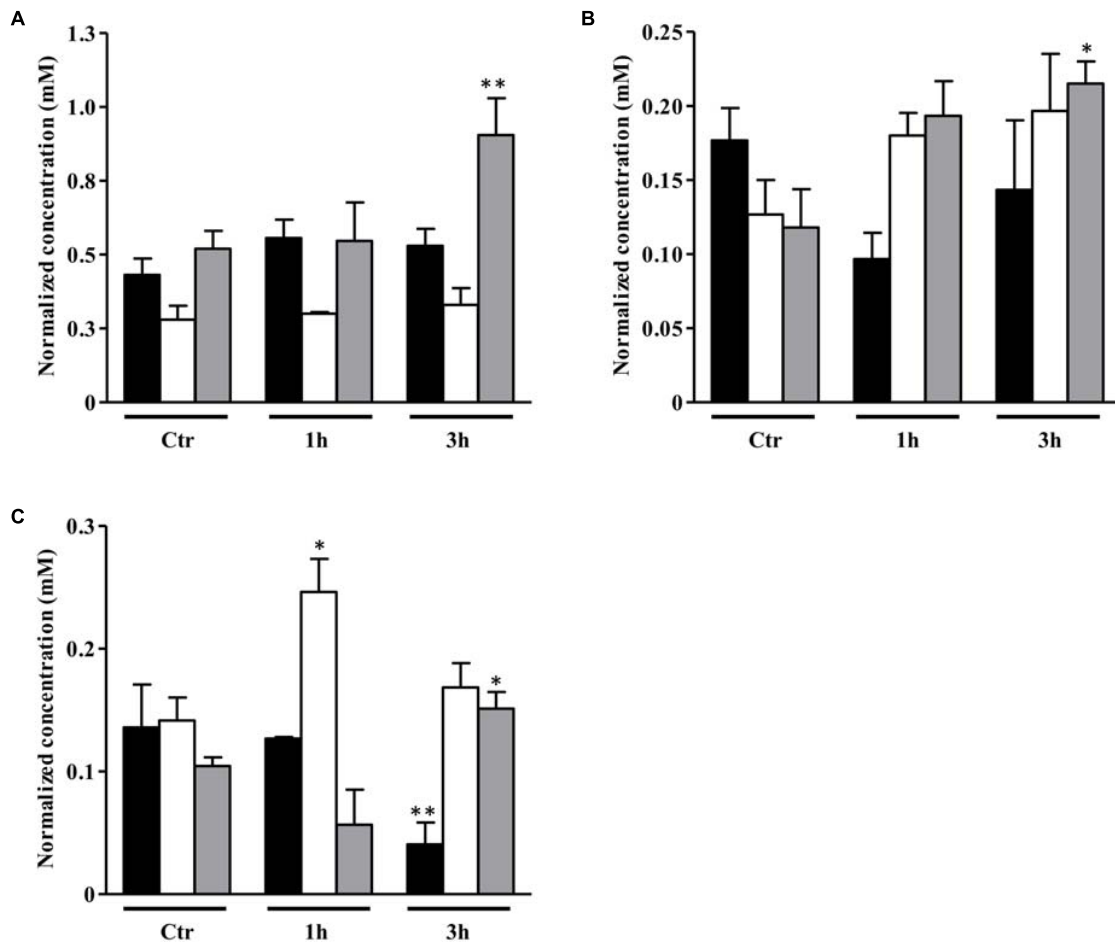 A
Normalized concentration (mM)
1.3
1.0
0.8
0.5
0.3
0
**
Ctr 1h 3h
B
Normalized concentration (mM)
0.25
0.20
0.15
0.10
0.05
0
*
Ctr 1h 3h
C
Normalized concentration (mM)
0.3
0.2
0.1
0
*
**
*
Ctr 1h 3h